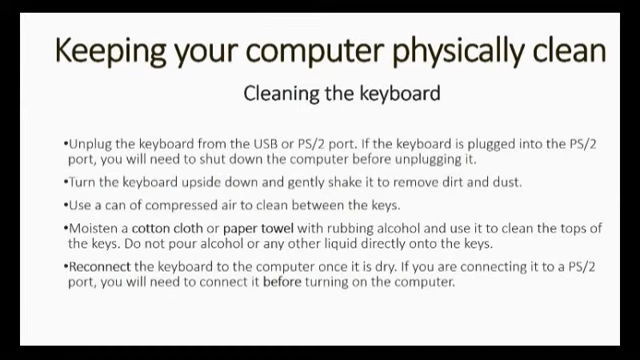 Keeping your computer physically clean
Cleaning the keyboard
•Unplug the keyboard from the USB or PS/2 port. If the keyboard is plugged into the PS/2
port, you will need to shut down the computer before unplugging it.
•Turn the keyboard upside down and gently shake it to remove dirt and dust.
•Use a can of compressed air to clean between the keys.
•Moisten a cotton cloth or paper towel with rubbing alcohol and use it to clean the tops of
the keys. Do not pour alcohol or any other liquid directly onto the keys.
•Reconnect the keyboard to the computer once it is dry. If you are connecting it to a PS/2
port, you will need to connect it before turning on the computer.